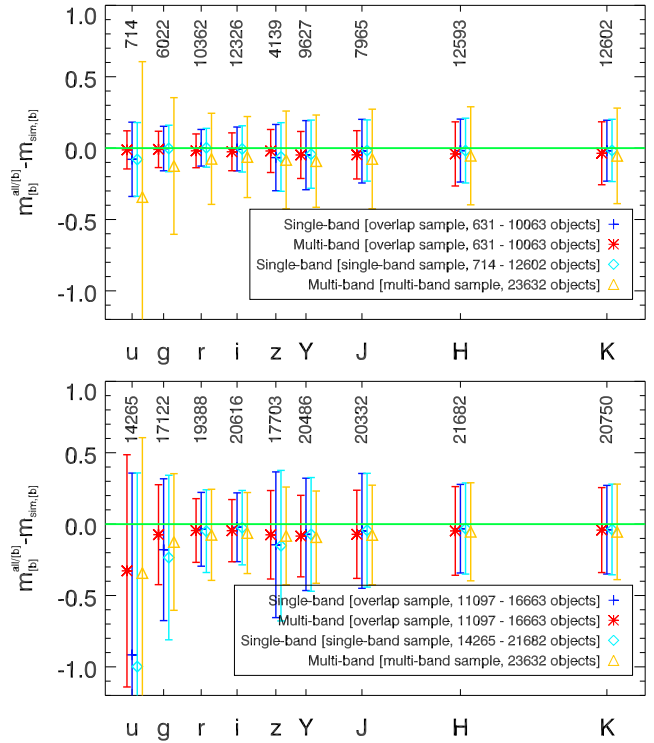 714 6022 10362 12326 4139 9627 7965 12593 12602
1.0
0.5
0.0
-0.5
-1.0
m[b]^all/[b]-m_sim,[b]
Single-band [overlap sample, 631 - 10063 objects]
Multi-band [overlap sample, 631 - 10063 objects]
Single-band [single-band sample, 714 - 12602 objects]
Multi-band [multi-band sample, 23632 objects]
u g r i z Y J H K
14265 17122 19388 20616 17703 20486 20332 21682 20750
1.0
0.5
0.0
-0.5
-1.0
m[b]^all/[b]-m_sim,[b]
Single-band [overlap sample, 11097 - 16663 objects]
Multi-band [overlap sample, 11097 - 16663 objects]
Single-band [single-band sample, 14265 - 21682 objects]
Multi-band [multi-band sample, 23632 objects]
u g r i z Y J H K